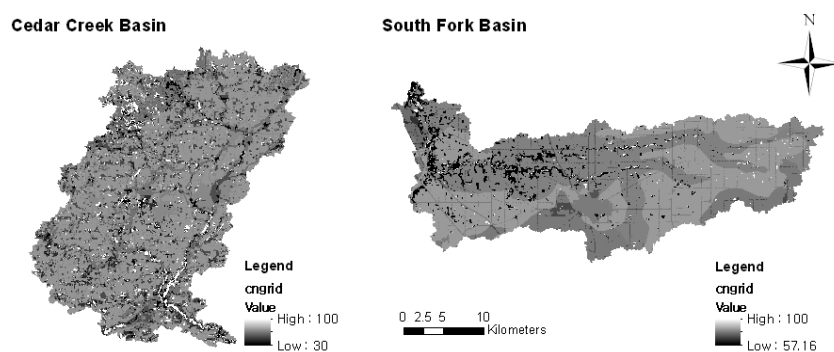 Cedar Creek Basin
South Fork Basin
N
Legend
cngrid
Value
High : 100
Low : 30
0 2.5 5 10
Kilometers
Legend
cngrid
Value
High : 100
Low : 57.16